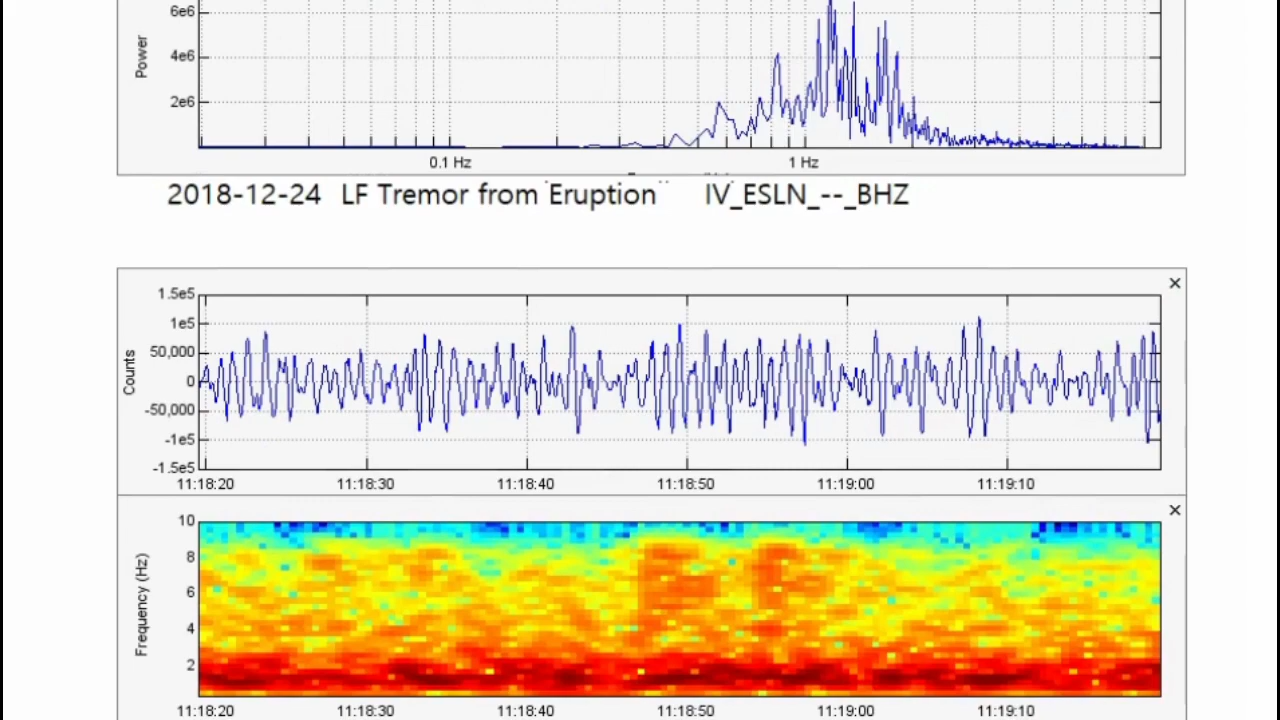 6e6
4e6
Power
2e6
0.1 Hz
1 Hz
2018-12-24 LF Tremor from Eruption IV_ESLN_--_BHZ
1.5e5
1e5
50,000
Counts
0
-50,000
-1e5
-1.5e5
11:18:20 11:18:30 11:18:40 11:18:50 11:19:00 11:19:10
10
8
Frequency (Hz)
6
4
2
11:18:20 11:18:30 11:18:40 11:18:50 11:19:00 11:19:10